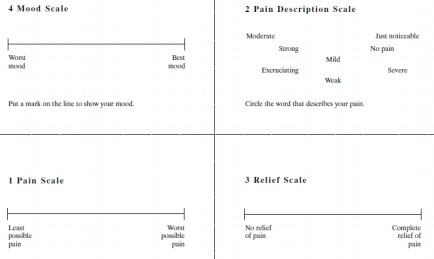 4 Mood Scale
Worst mood
Best mood
Put a mark on the line to show your mood.
2 Pain Description Scale
Moderate
Just noticeable
Strong
No pain
Mild
Excruciating
Severe
Weak
Circle the word that describes your pain.
1 Pain Scale
Least possible pain
Worst possible pain
3 Relief Scale
No relief of pain
Complete relief of pain